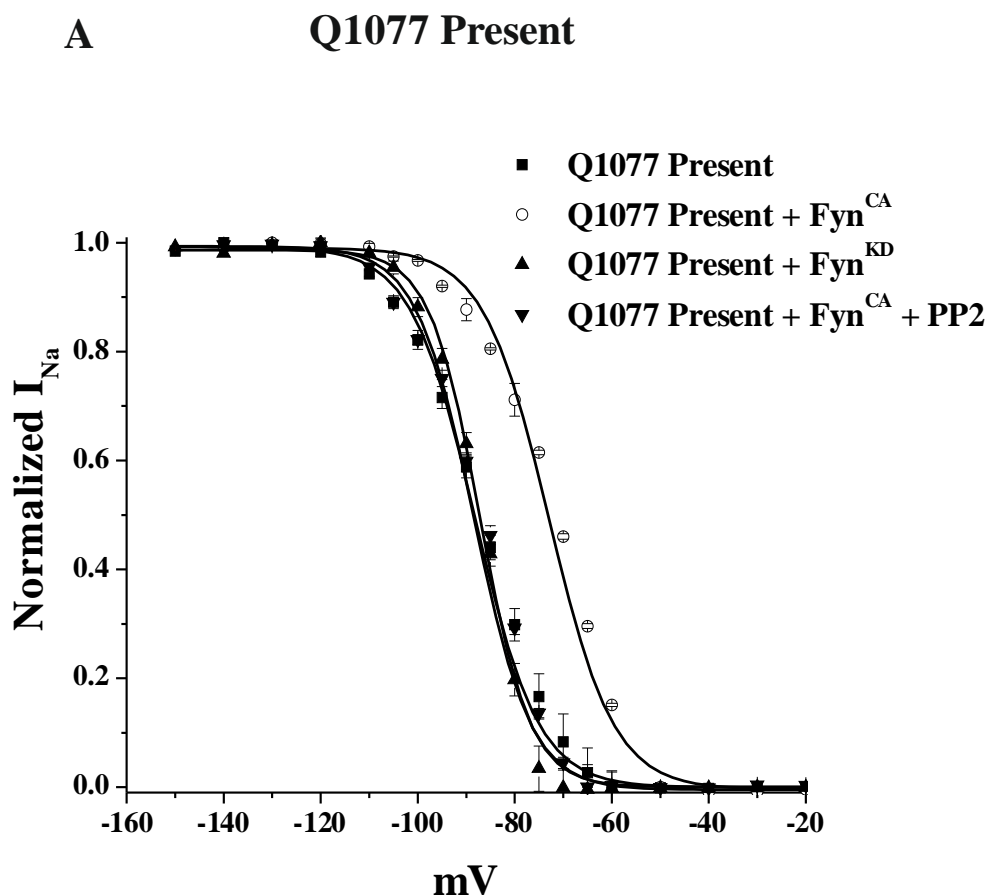 A
Q1077 Present
Q1077 Present
Q1077 Present + Fyn^CA
Q1077 Present + Fyn^KD
Q1077 Present + Fyn^CA + PP2
Normalized I_Na
1.0
0.8
0.6
0.4
0.2
0.0
-160 -140 -120 -100 -80 -60 -40 -20
mV